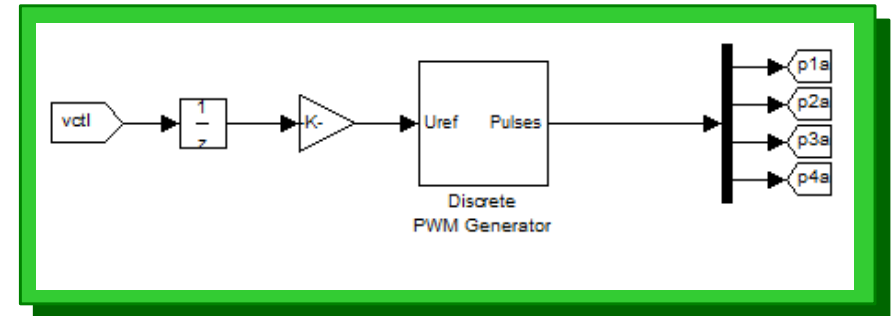 vctl
1
z
K-
Uref Pulses
Discrete
PWM Generator
p1a
p2a
p3a
p4a